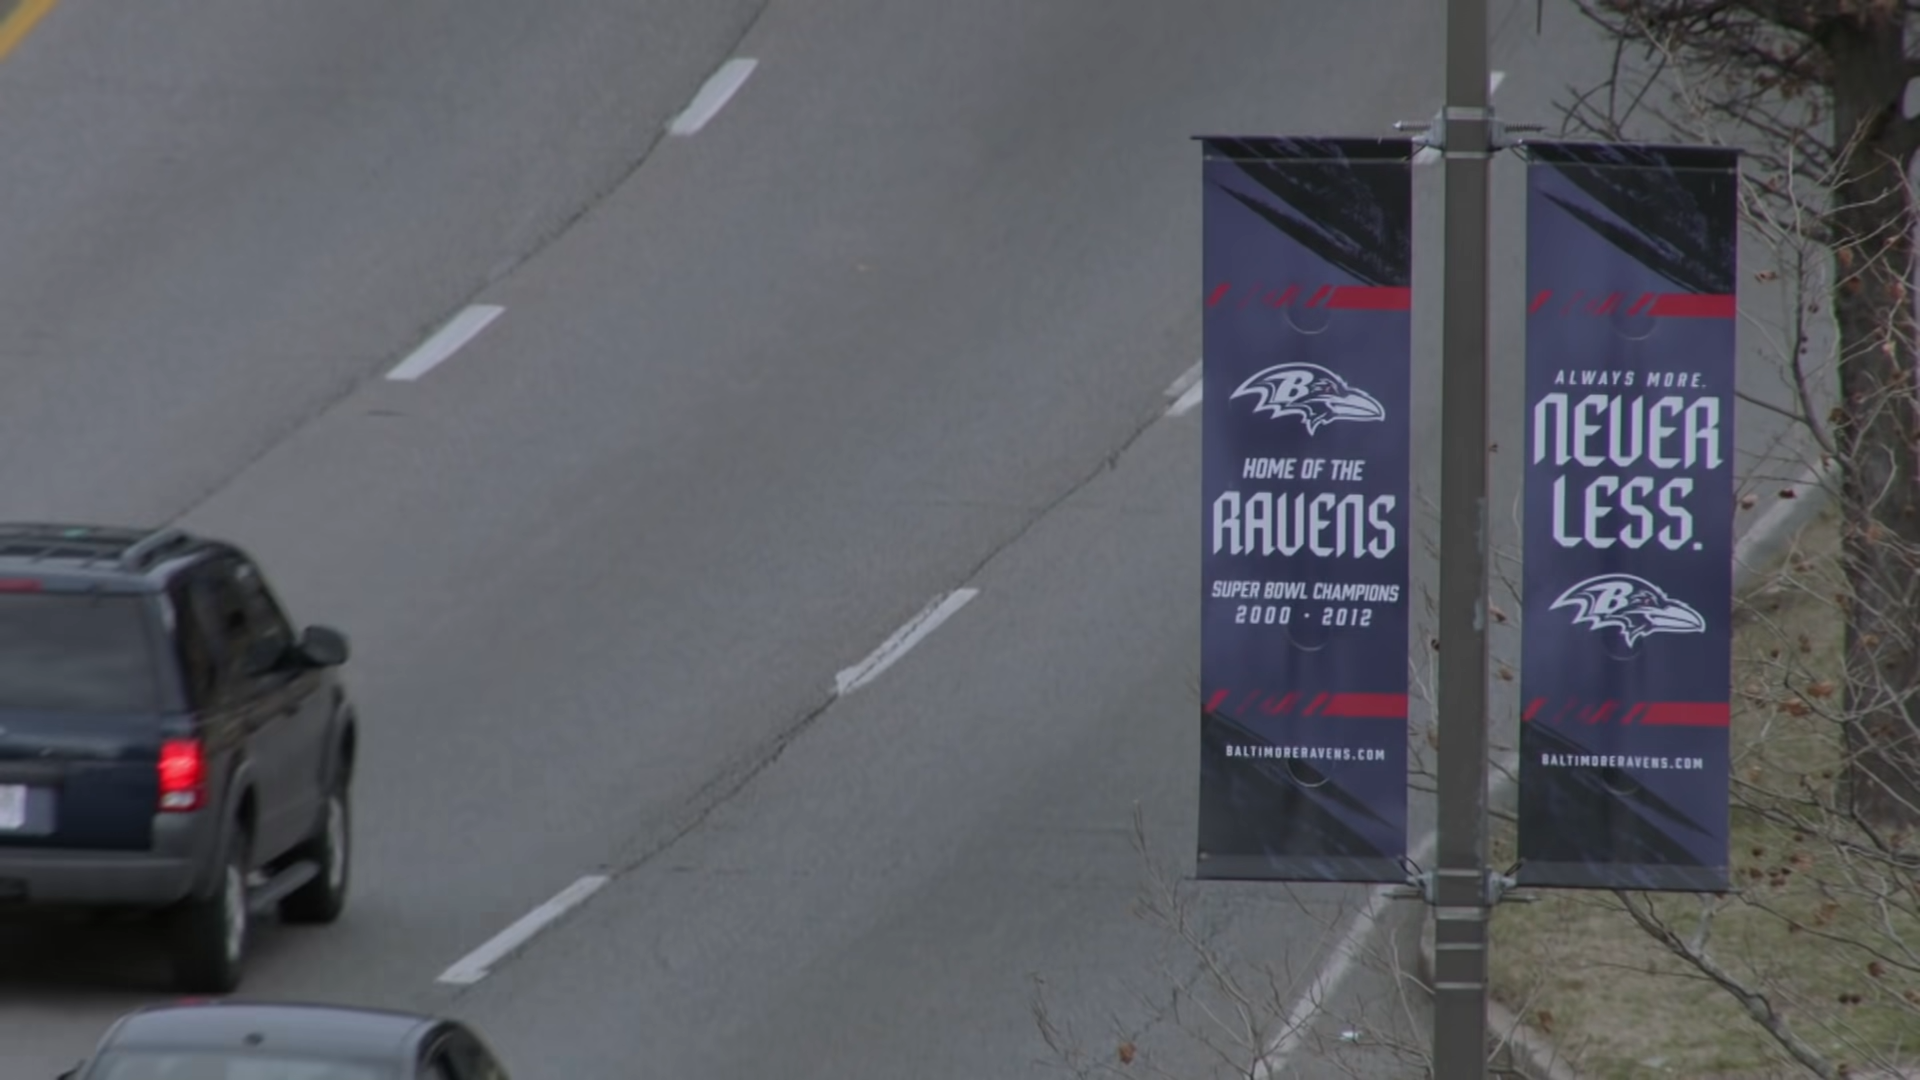 HOME OF THE
RAVENS
SUPER BOWL CHAMPIONS
2000 · 2012
BALTIMORERAVENS.COM
ALWAYS MORE.
NEVER
LESS.
B
BALTIMORERAVENS.COM